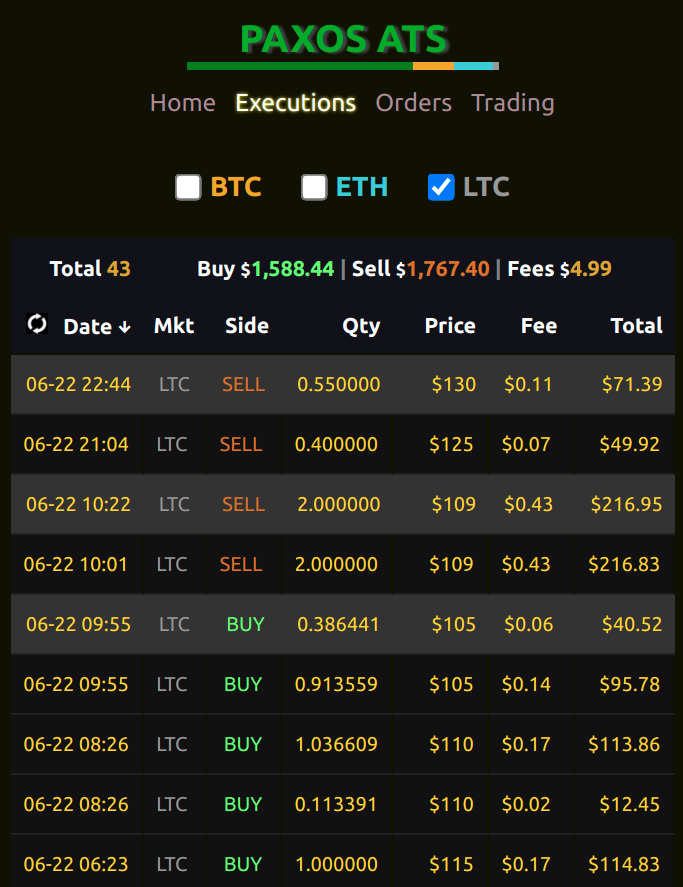 PAXOS ATS
Home Executions Orders Trading
BTC ETH LTC
Total 43 Buy $1,588.44 | Sell $1,767.40 | Fees $4.99
Date ↓ Mkt Side Qty Price Fee Total
06-22 22:44 LTC SELL 0.550000 $130 $0.11 $71.39
06-22 21:04 LTC SELL 0.400000 $125 $0.07 $49.92
06-22 10:22 LTC SELL 2.000000 $109 $0.43 $216.95
06-22 10:01 LTC SELL 2.000000 $109 $0.43 $216.83
06-22 09:55 LTC BUY 0.386441 $105 $0.06 $40.52
06-22 09:55 LTC BUY 0.913559 $105 $0.14 $95.78
06-22 08:26 LTC BUY 1.036609 $110 $0.17 $113.86
06-22 08:26 LTC BUY 0.113391 $110 $0.02 $12.45
06-22 06:23 LTC BUY 1.000000 $115 $0.17 $114.83